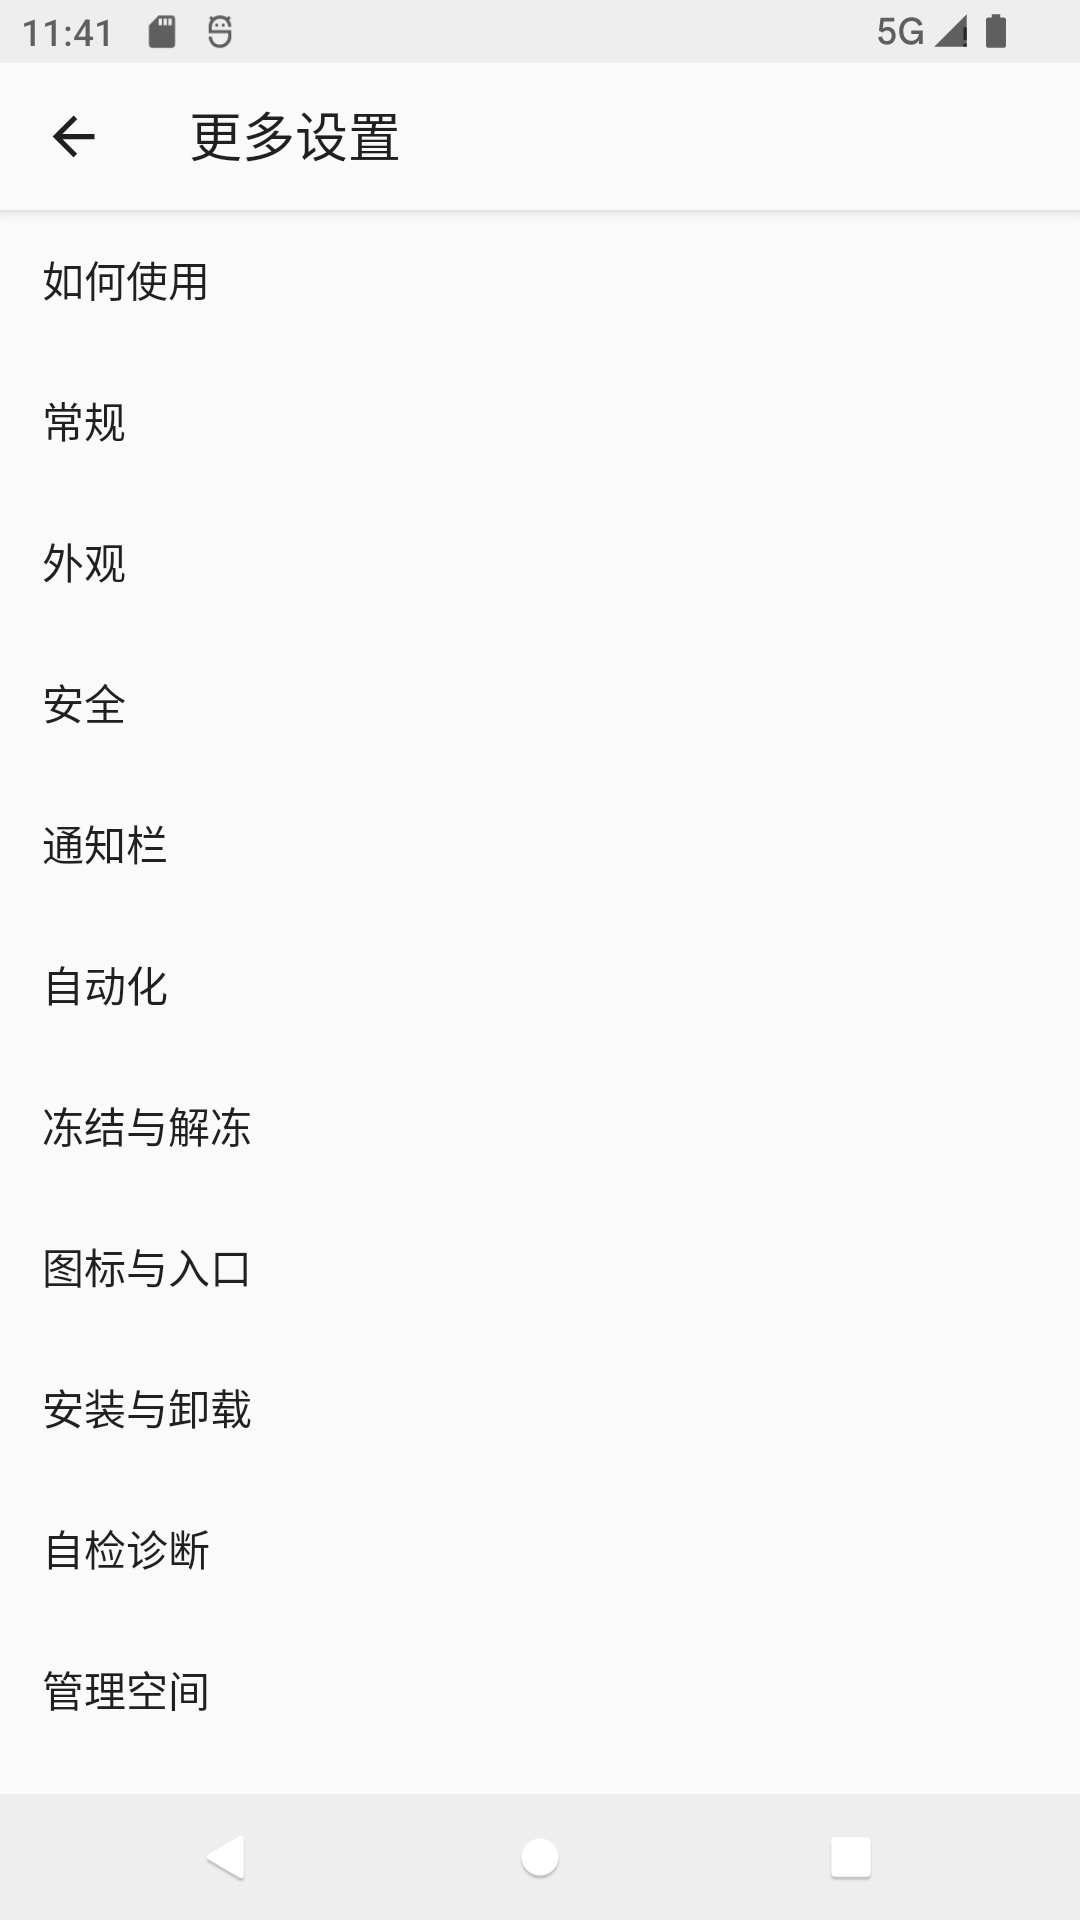 11:41
5G
更多设置
如何使用
常规
外观
安全
通知栏
自动化
冻结与解冻
图标与入口
安装与卸载
自检诊断
管理空间